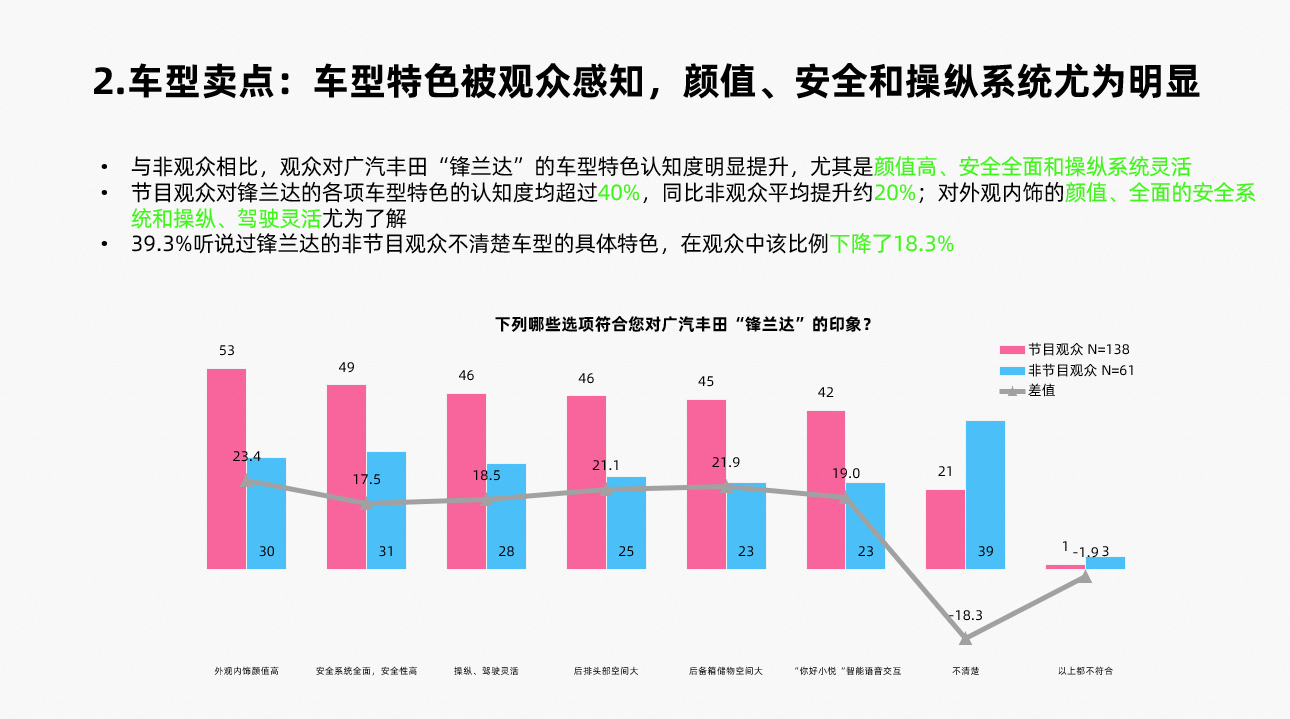 2.车型卖点：车型特色被观众感知，颜值、安全和操纵系统尤为明显
• 与非观众相比，观众对广汽丰田“锋兰达”的车型特色认知度明显提升，尤其是颜值高、安全全面和操纵系统灵活
• 节目观众对锋兰达的各项车型特色的认知度均超过40%，同比非观众平均提升约20%；对外观内饰的颜值、全面的安全系
统和操纵、驾驶灵活尤为了解
• 39.3%听说过锋兰达的非节目观众不清楚车型的具体特色，在观众中该比例下降了18.3%
下列哪些选项符合您对广汽丰田“锋兰达”的印象？
节目观众 N=138
非节目观众 N=61
差值
53 49 46 46 45 42 21 1
23.4 17.5 18.5 21.1 21.9 19.0 -18.3 -1.9
30 31 28 25 23 23 39 3
外观内饰颜值高
安全系统全面，安全性高
操纵、驾驶灵活
后排头部空间大
后备箱储物空间大
“你好小悦 ”智能语音交互
不清楚
以上都不符合